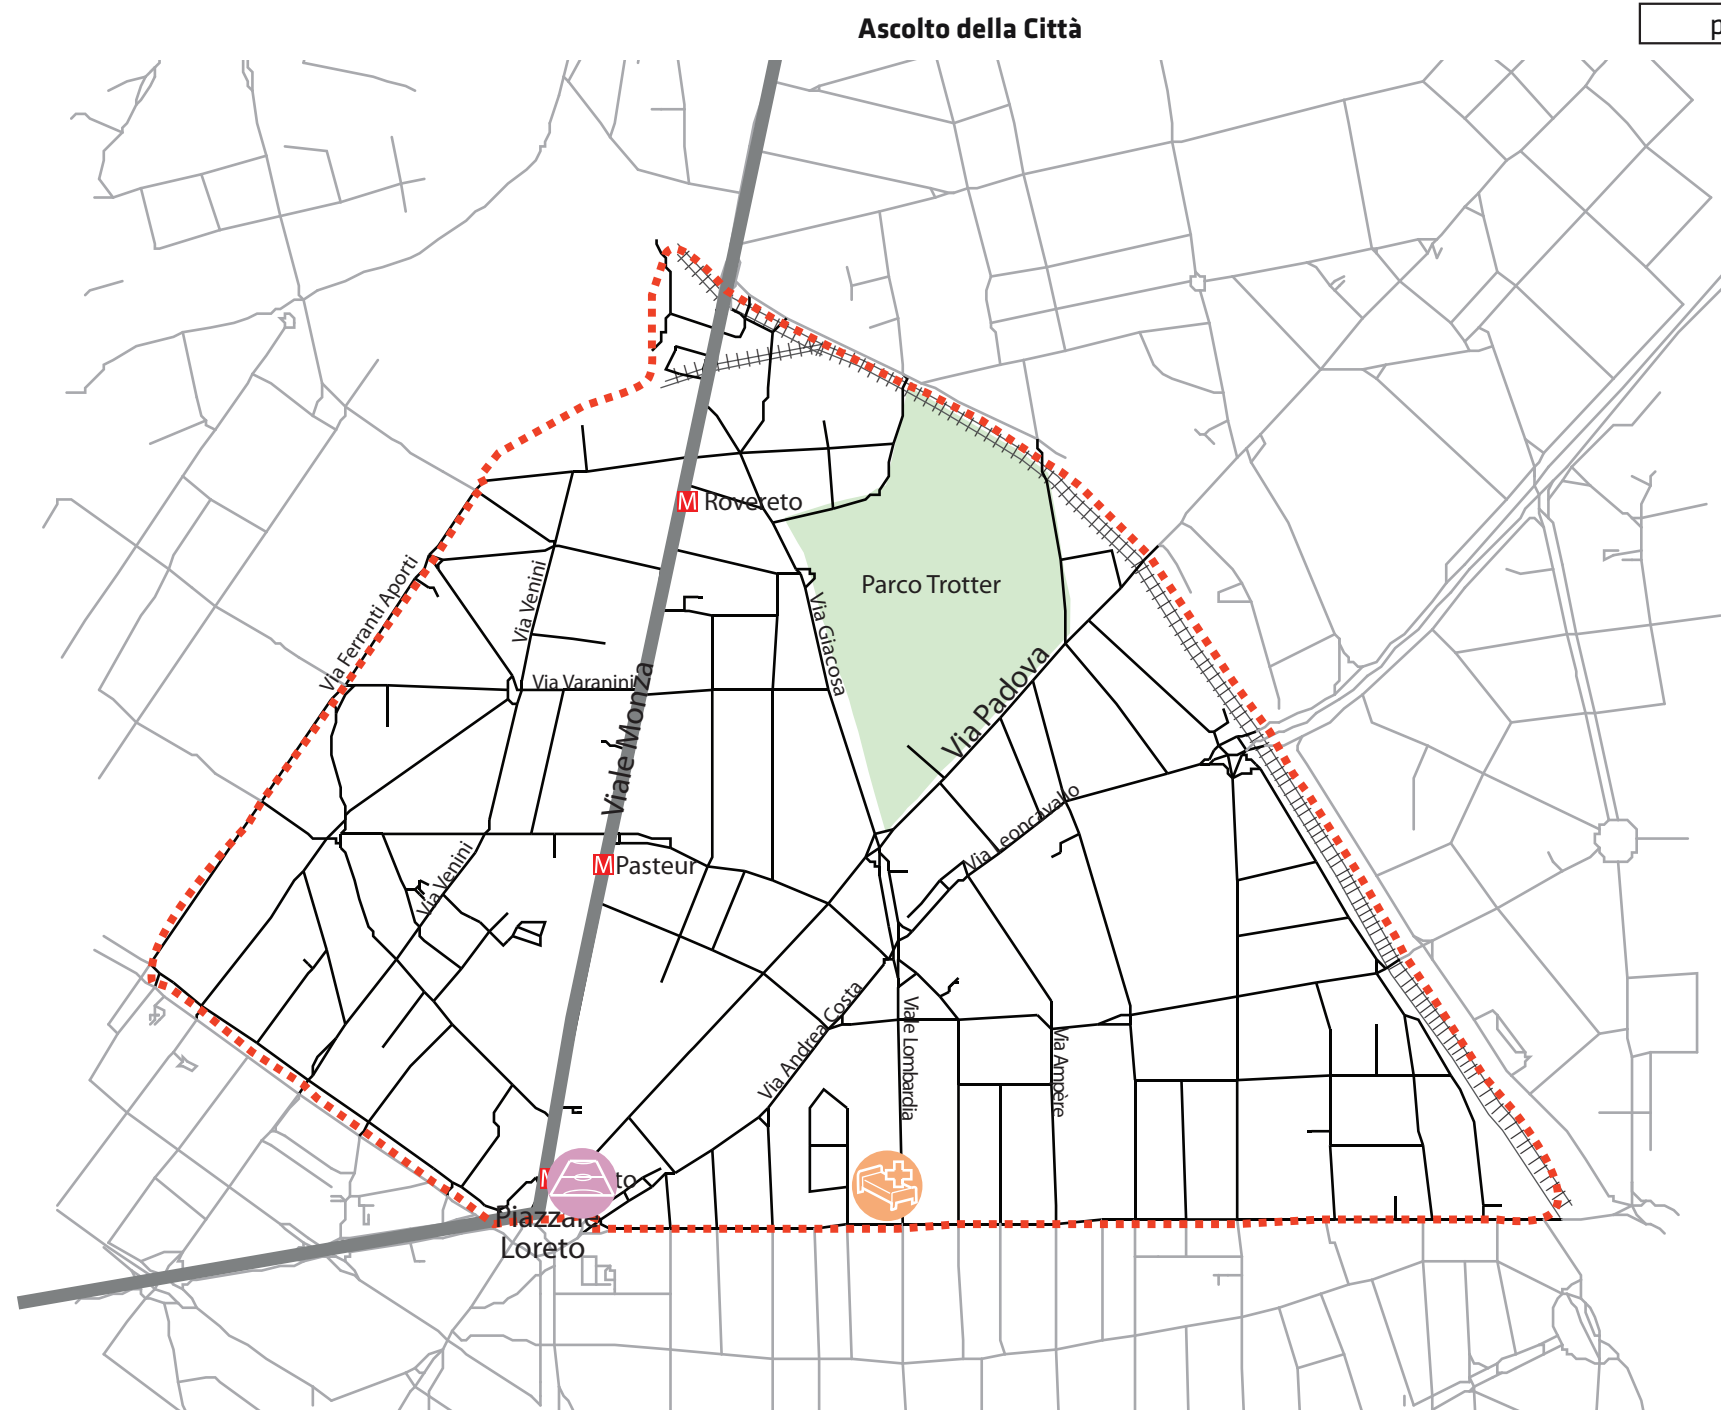 Ascolto della Città
p
M Rovereto
Via Ferranti Aporti
Via Venini
Parco Trotter
Via Giacosa
Via Padova
Via Varanini
Viale Monza
Via Leoncavallo
M Pasteur
Via Venini
Via Andrea Costa
Viale Lombardia
Via Ampère
to
Piazzale
Loreto